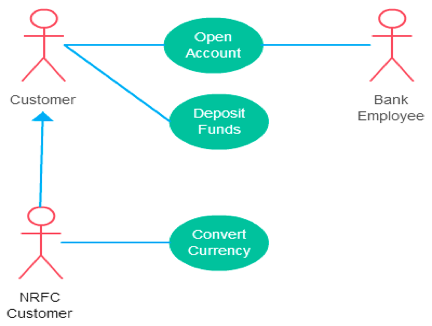 Open
Account
Customer
Bank
Employee
Deposit
Funds
Convert
Currency
NRFC
Customer